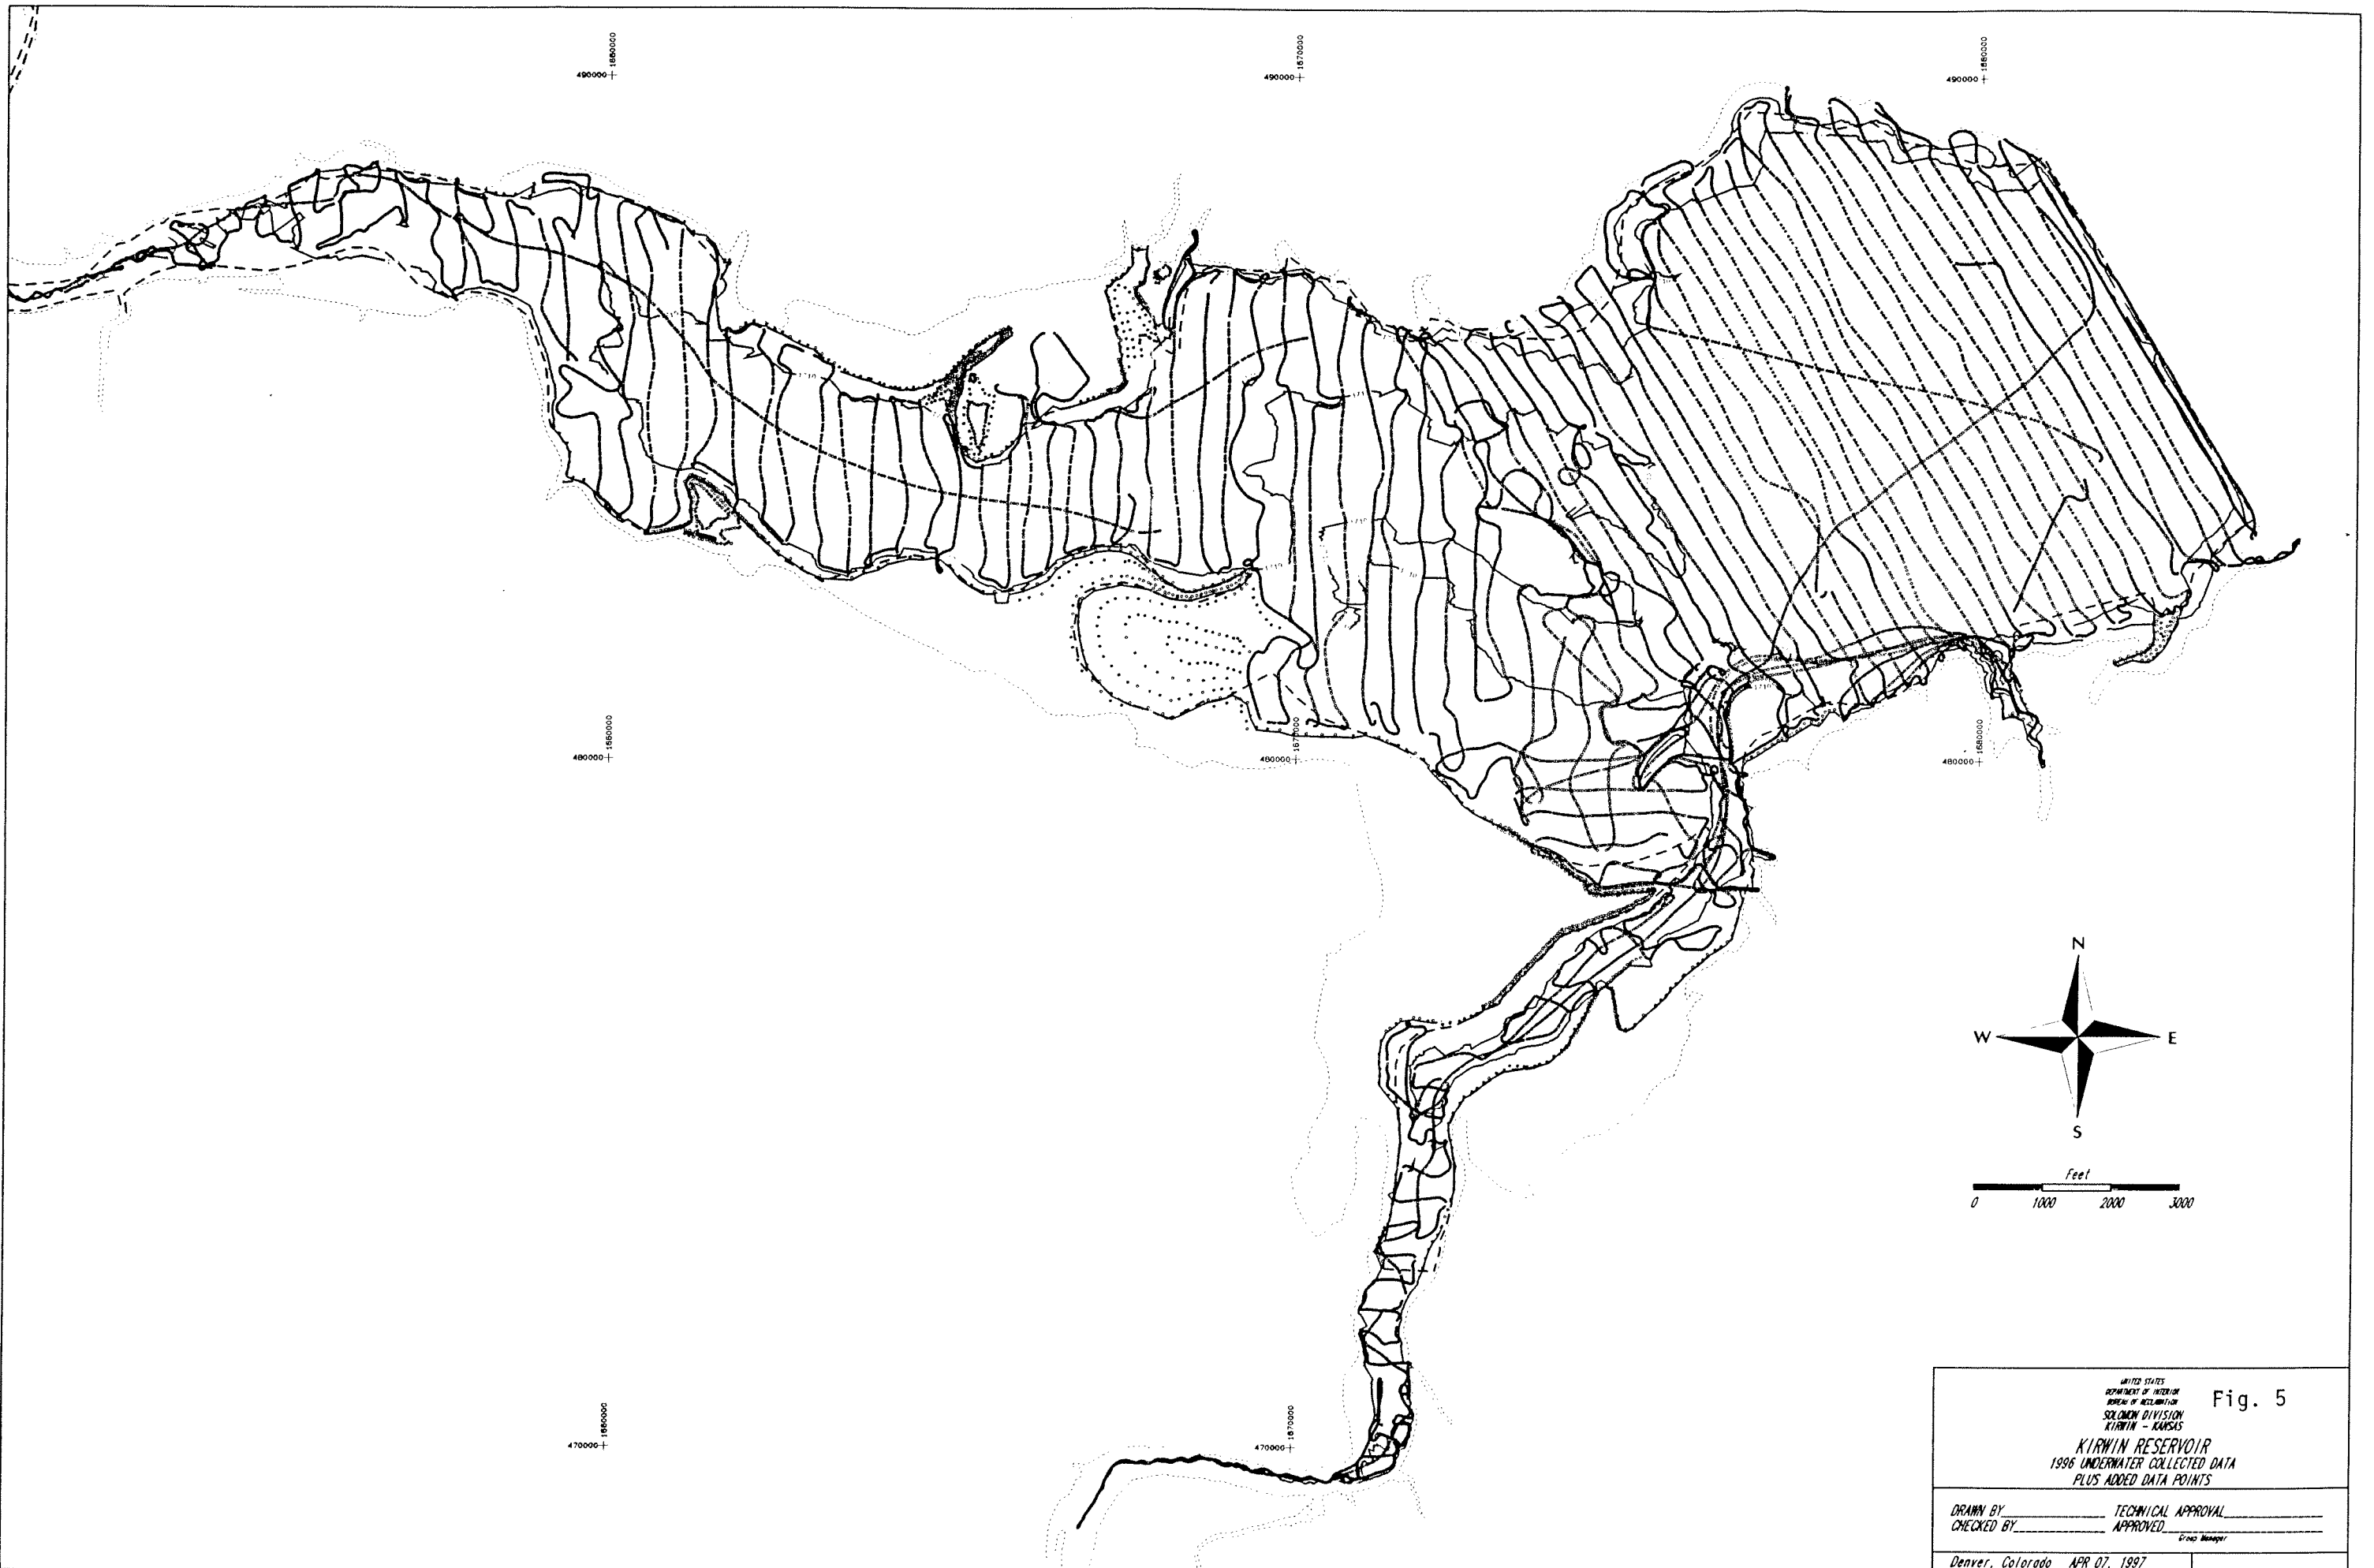 490000 1660000
490000 1670000
490000 1680000
480000 1660000
480000 1670000
480000 1680000
470000 1660000
470000 1670000
N
W E
S
Feet
0 1000 2000 3000
UNITED STATES
DEPARTMENT OF INTERIOR
BUREAU OF RECLAMATION
Fig. 5
SOLOMON DIVISION
KIRWIN - KANSAS
KIRWIN RESERVOIR
1996 UNDERWATER COLLECTED DATA
PLUS ADDED DATA POINTS
DRAWN BY TECHNICAL APPROVAL
CHECKED BY APPROVED
Group Manager
Denver, Colorado APR 07, 1997